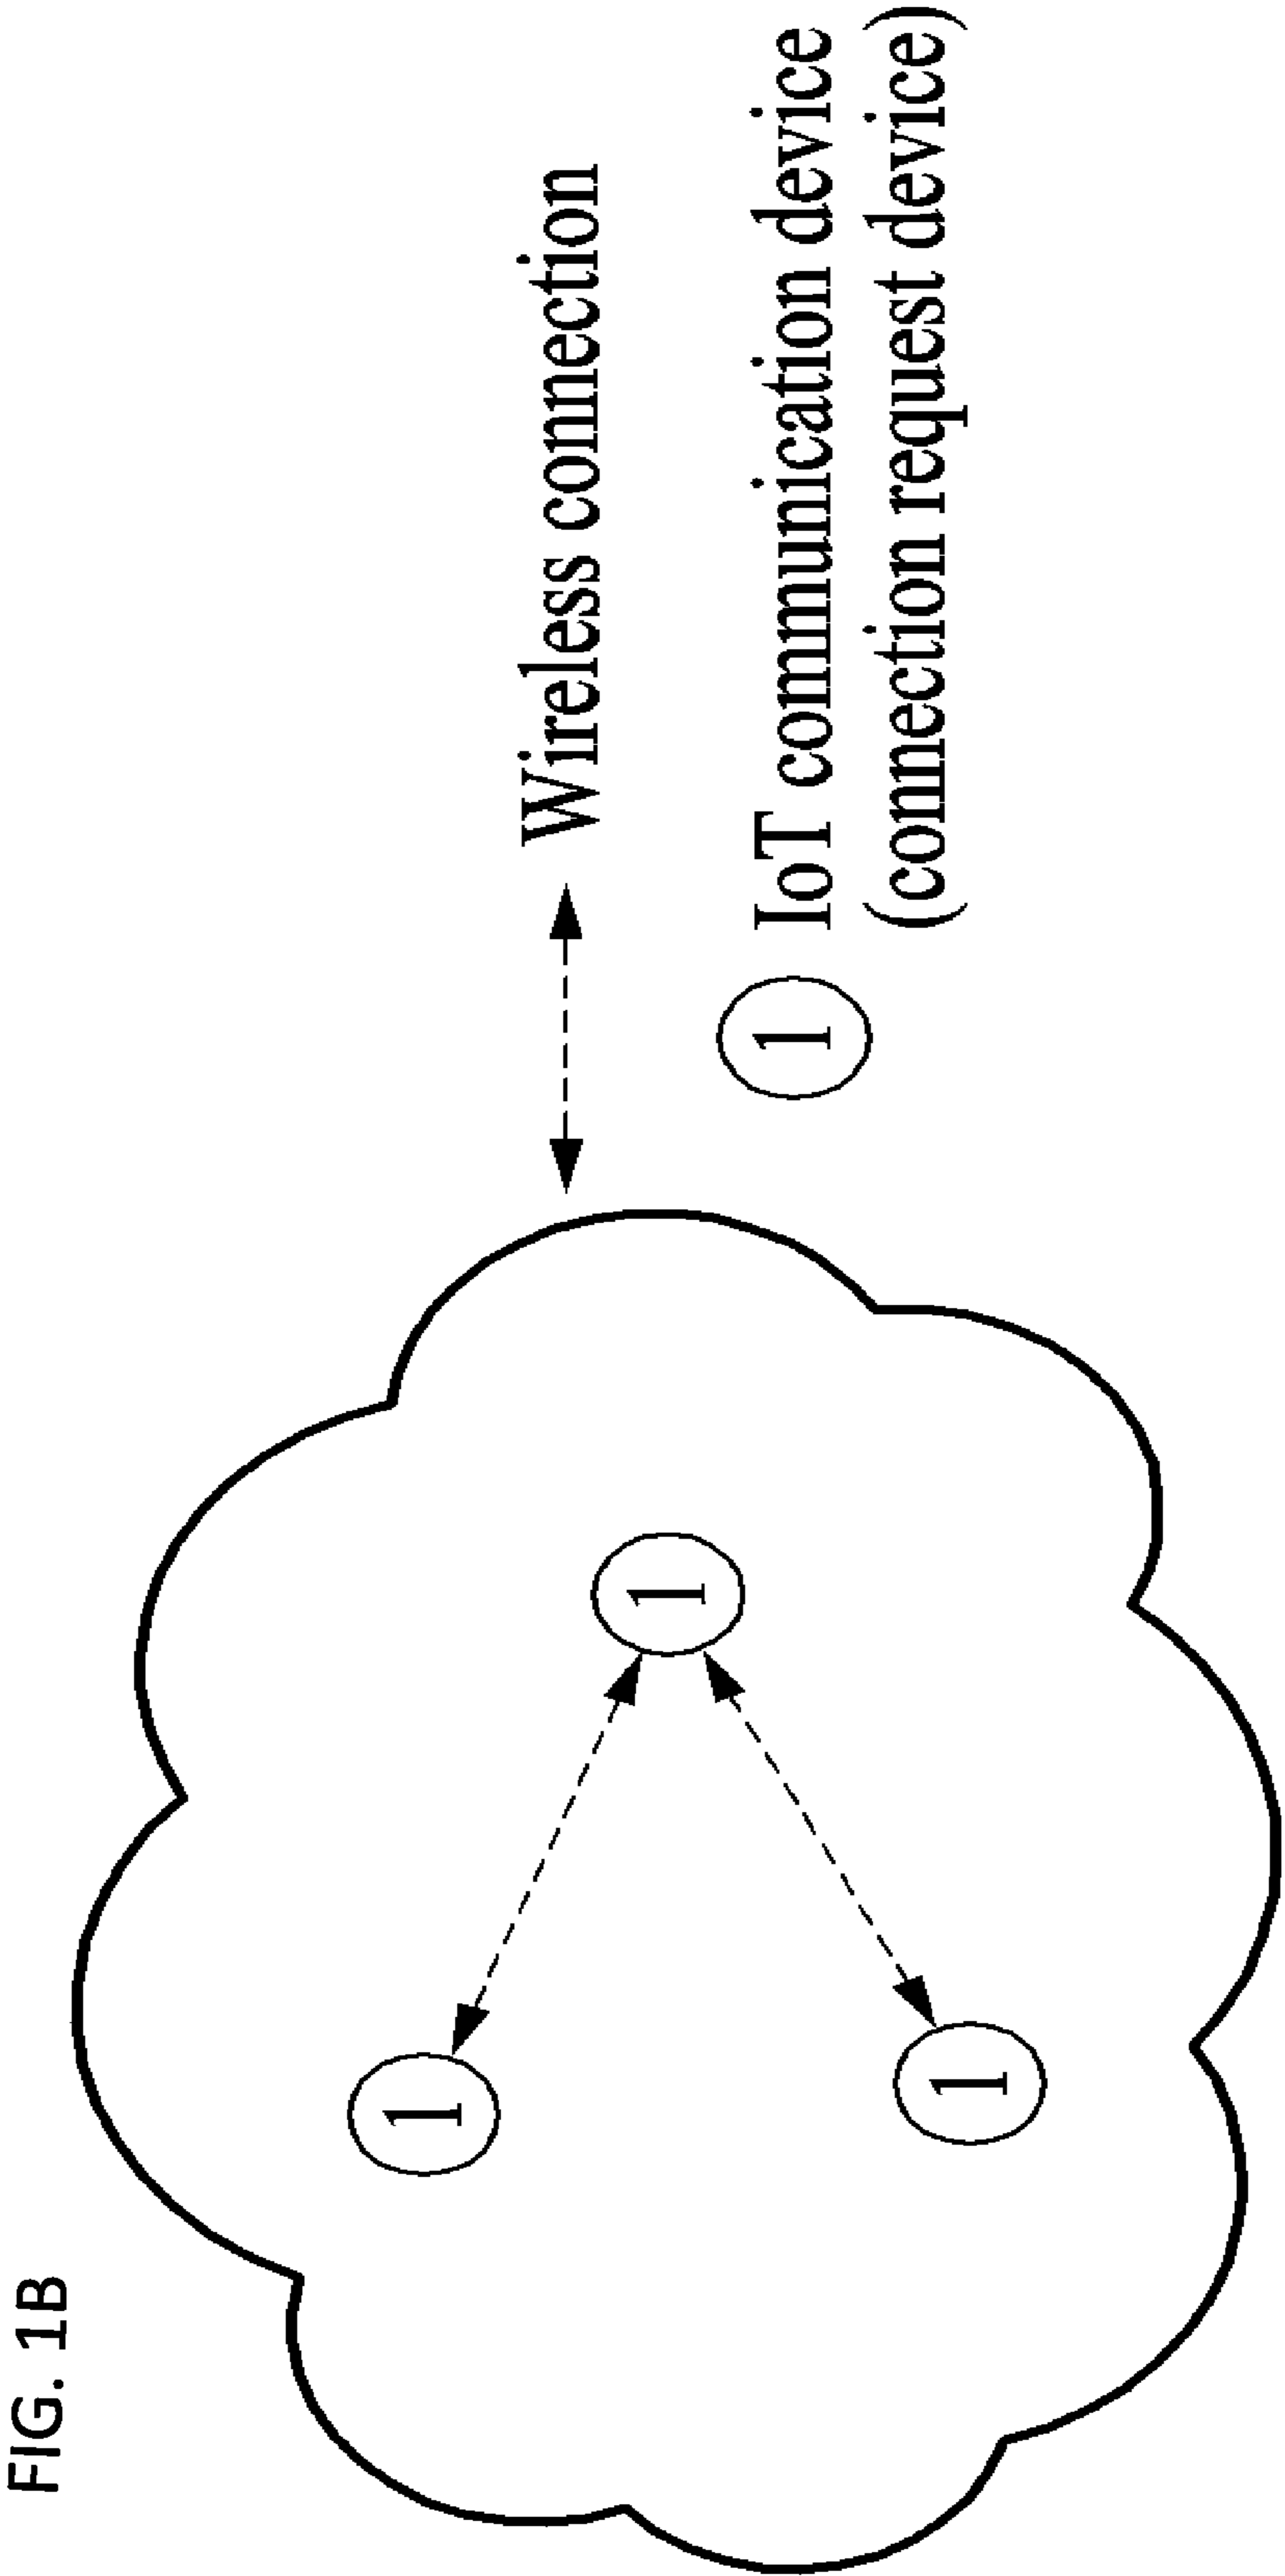 FIG. 1B
1
1
1
Wireless connection
1 IoT communication device
(connection request device)